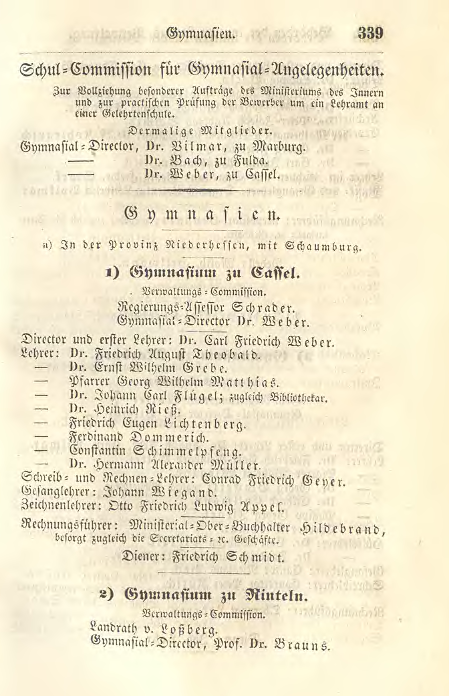 Gymnasien. 339
Schul-Commission für Gymnasial-Angelegenheiten.
Zur Vollziehung besonderer Aufträge des Ministeriums des Innern
und zur practischen Prüfung der Bewerber um ein Lehramt an
einer Gelehrtenschule.
Dermalige Mitglieder.
Gymnasial-Director, Dr. Vilmar, zu Marburg.
— Dr. Bach, zu Fulda.
— Dr. Weber, zu Cassel.
Gymnasien.
a) In der Provinz Niederhessen, mit Schaumburg.
1) Gymnasium zu Cassel.
Verwaltungs-Commission.
Regierungs-Assessor Schrader.
Gymnasial-Director Dr. Weber.
Director und erster Lehrer: Dr. Carl Friedrich Weber.
Lehrer: Dr. Friedrich August Theobald.
— Dr. Ernst Wilhelm Grebe.
— Pfarrer Georg Wilhelm Matthias.
— Dr. Johann Carl Flügel; zugleich Bibliothekar.
— Dr. Heinrich Rieß.
— Friedrich Eugen Lichtenberg.
— Ferdinand Dommerich.
— Constantin Schimmelpfeng.
— Dr. Hermann Alexander Müller.
Schreib- und Rechnen-Lehrer: Conrad Friedrich Geyer.
Gesanglehrer: Johann Wiegand.
Zeichnenlehrer: Otto Friedrich Ludwig Appel.
Rechnungsführer: Ministerial-Ober-Buchhalter Hildebrand,
besorgt zugleich die Secretariats- ꝛc. Geschäfte.
Diener: Friedrich Schmidt.
2) Gymnasium zu Rinteln.
Verwaltungs-Commission.
Landrath v. Loßberg.
Gymnasial-Director, Prof. Dr. Brauns.